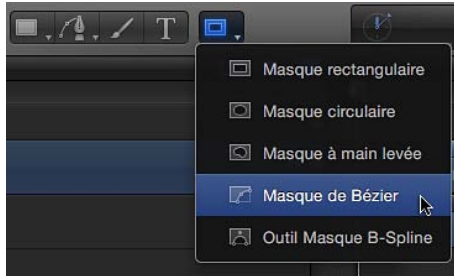 T
Masque rectangulaire
Masque circulaire
Masque à main levée
Masque de Bézier
Outil Masque B-Spline